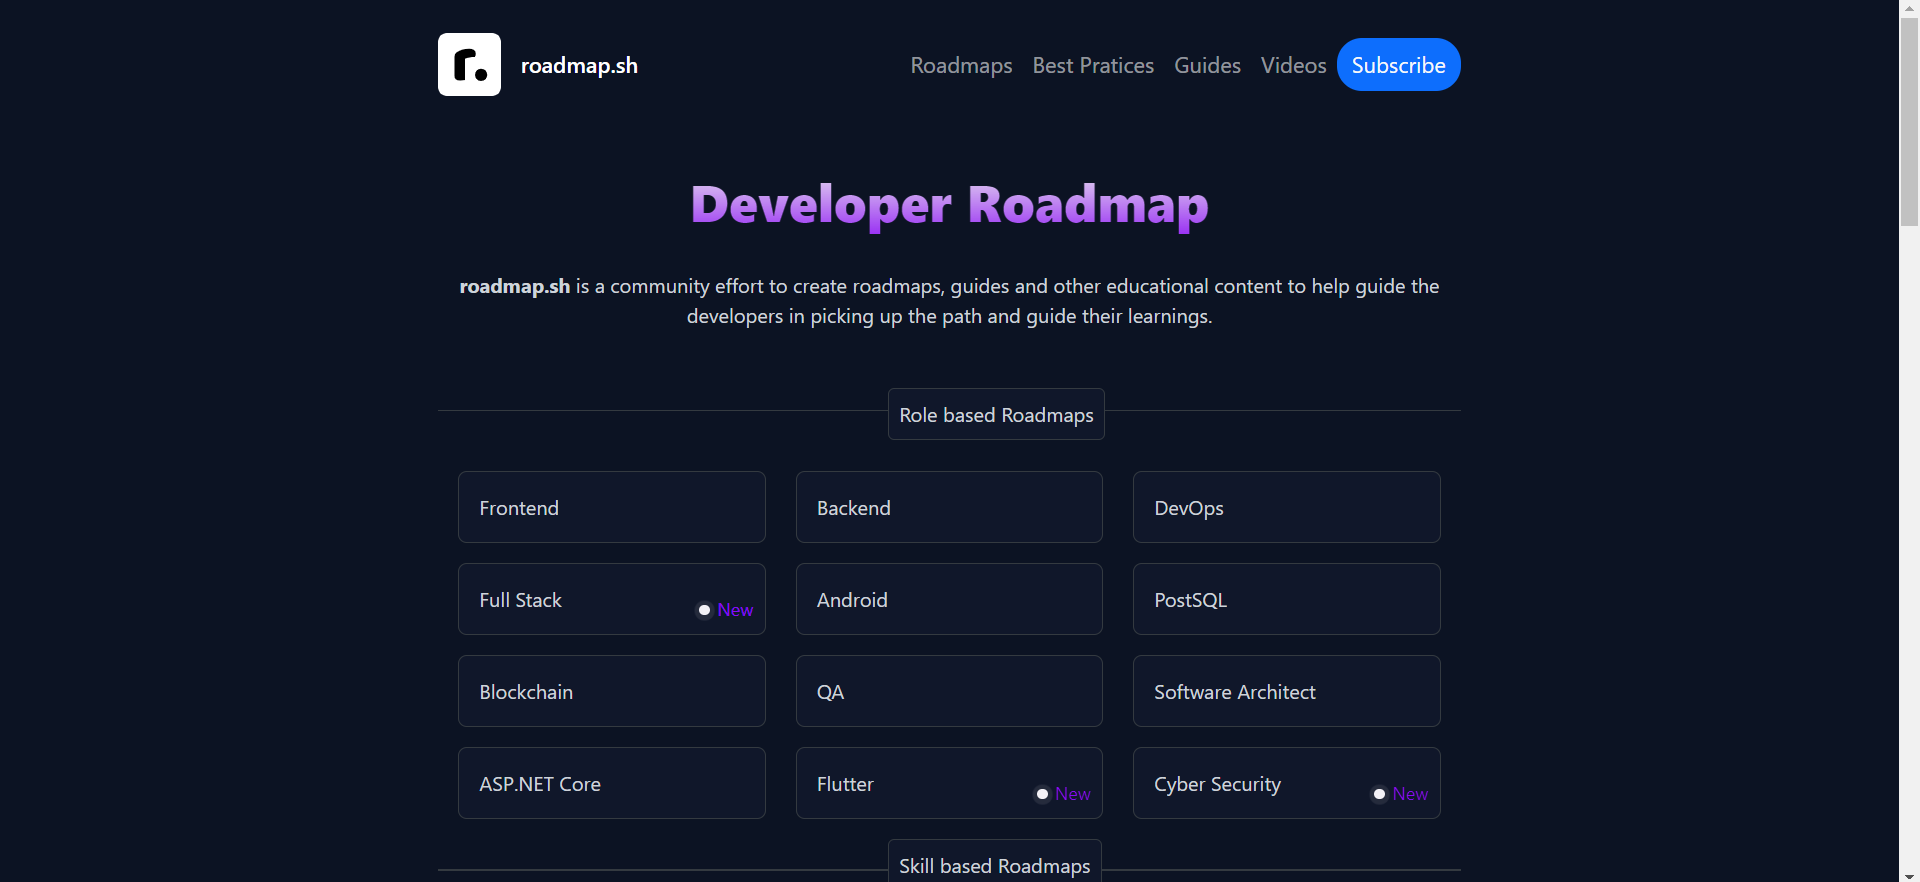 r.
roadmap.sh
Roadmaps Best Pratices Guides Videos Subscribe
Developer Roadmap
roadmap.sh is a community effort to create roadmaps, guides and other educational content to help guide the
developers in picking up the path and guide their learnings.
Role based Roadmaps
Frontend
Backend
DevOps
Full Stack
New
Android
PostSQL
Blockchain
QA
Software Architect
ASP.NET Core
Flutter
New
Cyber Security
New
Skill based Roadmaps